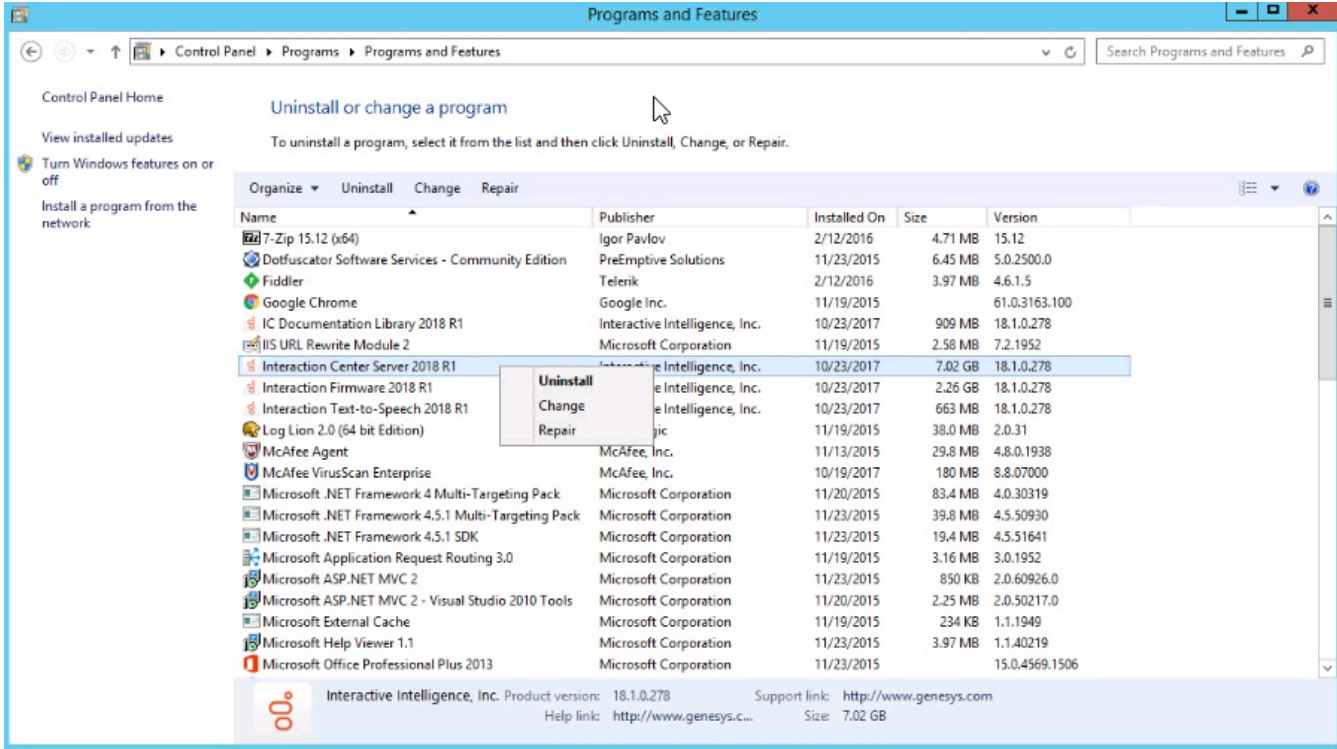 Programs and Features
Control Panel Programs Programs and Features
Search Programs and Features
Control Panel Home
View installed updates
Turn Windows features on or
off
Install a program from the
network
Uninstall or change a program
To uninstall a program, select it from the list and then click Uninstall, Change, or Repair.
Organize Uninstall Change Repair
Name Publisher Installed On Size Version
7-Zip 15.12 (x64) Igor Pavlov 2/12/2016 4.71 MB 15.12
Dotfuscator Software Services - Community Edition PreEmptive Solutions 11/23/2015 6.45 MB 5.0.2500.0
Fiddler Telerik 2/12/2016 3.97 MB 4.6.1.5
Google Chrome Google Inc. 11/19/2015 61.0.3163.100
IC Documentation Library 2018 R1 Interactive Intelligence, Inc. 10/23/2017 909 MB 18.1.0.278
IIS URL Rewrite Module 2 Microsoft Corporation 11/19/2015 2.58 MB 7.2.1952
Interaction Center Server 2018 R1 Intelligence, Inc. 10/23/2017 7.02 GB 18.1.0.278
Uninstall
Change
Repair
Interaction Firmware 2018 R1 e Intelligence, Inc. 10/23/2017 2.26 GB 18.1.0.278
Interaction Text-to-Speech 2018 R1 e Intelligence, Inc. 10/23/2017 663 MB 18.1.0.278
Log Lion 2.0 (64 bit Edition) gic 11/19/2015 38.0 MB 2.0.31
McAfee Agent McAfee, Inc. 11/13/2015 29.8 MB 4.8.0.1938
McAfee VirusScan Enterprise McAfee, Inc. 10/19/2017 180 MB 8.8.07000
Microsoft .NET Framework 4 Multi-Targeting Pack Microsoft Corporation 11/20/2015 83.4 MB 4.0.30319
Microsoft .NET Framework 4.5.1 Multi-Targeting Pack Microsoft Corporation 11/23/2015 39.8 MB 4.5.50930
Microsoft .NET Framework 4.5.1 SDK Microsoft Corporation 11/23/2015 19.4 MB 4.5.51641
Microsoft Application Request Routing 3.0 Microsoft Corporation 11/19/2015 3.16 MB 3.0.1952
Microsoft ASP.NET MVC 2 Microsoft Corporation 11/23/2015 850 KB 2.0.60926.0
Microsoft ASP.NET MVC 2 - Visual Studio 2010 Tools Microsoft Corporation 11/20/2015 2.25 MB 2.0.50217.0
Microsoft External Cache Microsoft Corporation 11/19/2015 234 KB 1.1.1949
Microsoft Help Viewer 1.1 Microsoft Corporation 11/23/2015 3.97 MB 1.1.40219
Microsoft Office Professional Plus 2013 Microsoft Corporation 11/23/2015 15.0.4569.1506
Interactive Intelligence, Inc. Product version: 18.1.0.278 Support link: http://www.genesys.com
Help link: http://www.genesys.c... Size: 7.02 GB